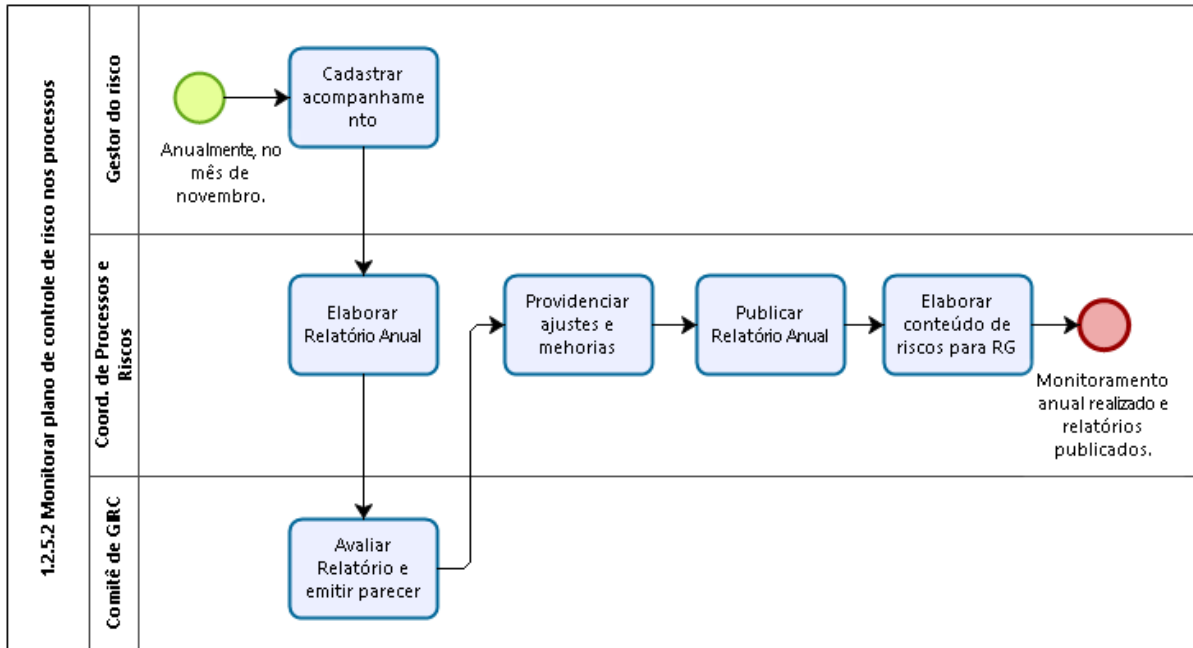 1.2.5.2 Monitorar plano de controle de risco nos processos
Gestor do risco
Cadastrar
acompanhame
nto
Anualmente, no
mês de
novembro.
Coord. de Processos e
Riscos
Elaborar
Relatório Anual
Providenciar
ajustes e
mehorias
Publicar
Relatório Anual
Elaborar
conteúdo de
riscos para RG
Monitoramento
anual realizado e
relatórios
publicados.
Comitê de GIRC
Avaliar
Relatório e
emitir parecer